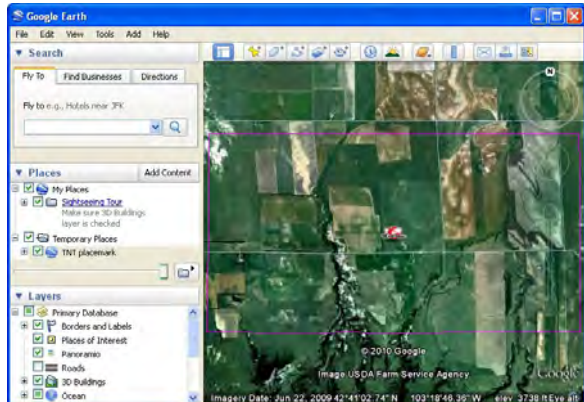 Google Earth
File Edit View Tools Add Help
Search
Fly To Find Businesses Directions
Fly to e.g., Hotels near JFK
Places Add Content
My Places
Sightseeing Tour
Make sure 3D Buildings
layer is checked
Temporary Places
TNT placemark
Layers
Primary Database
Borders and Labels
Places of Interest
Panoramio
Roads
3D Buildings
Ocean
N
© 2010 Google
Image USDA Farm Service Agency
Google
Imagery Date: Jun 22, 2009 42°41'02.74" N 103°18'46.36" W elev 3738 ft Eye alt